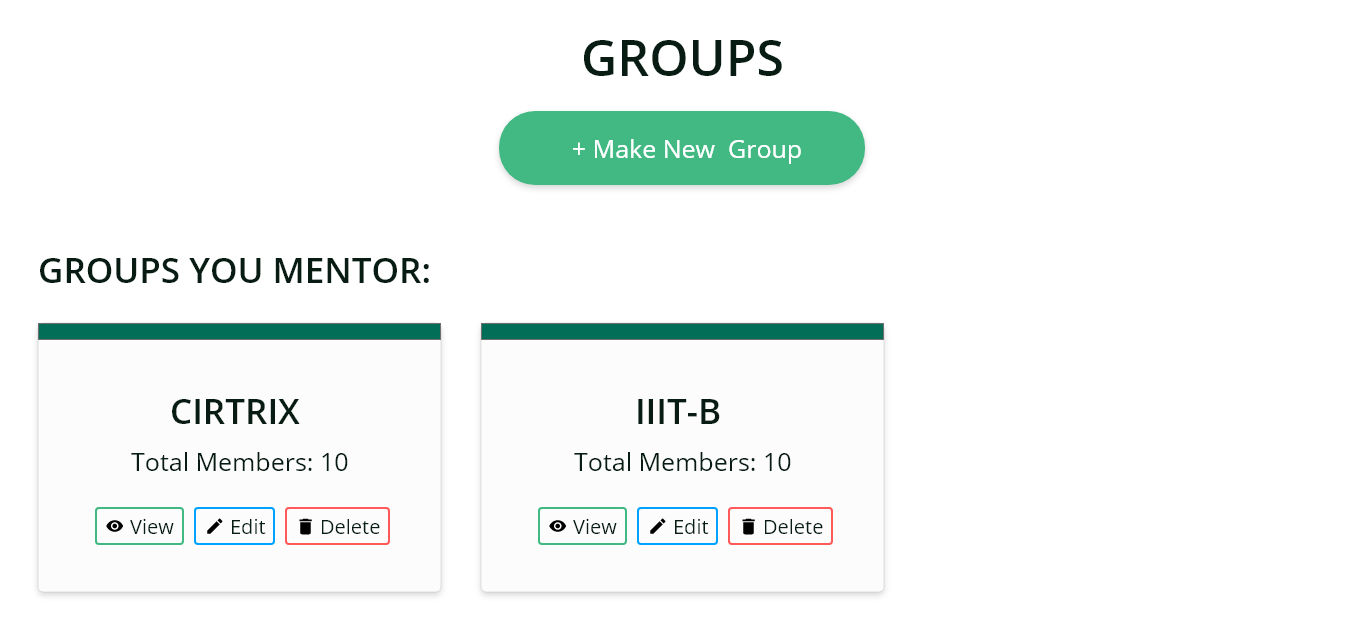 GROUPS
+ Make New Group
GROUPS YOU MENTOR:
CIRTRIX
Total Members: 10
View Edit Delete
IIIT-B
Total Members: 10
View Edit Delete